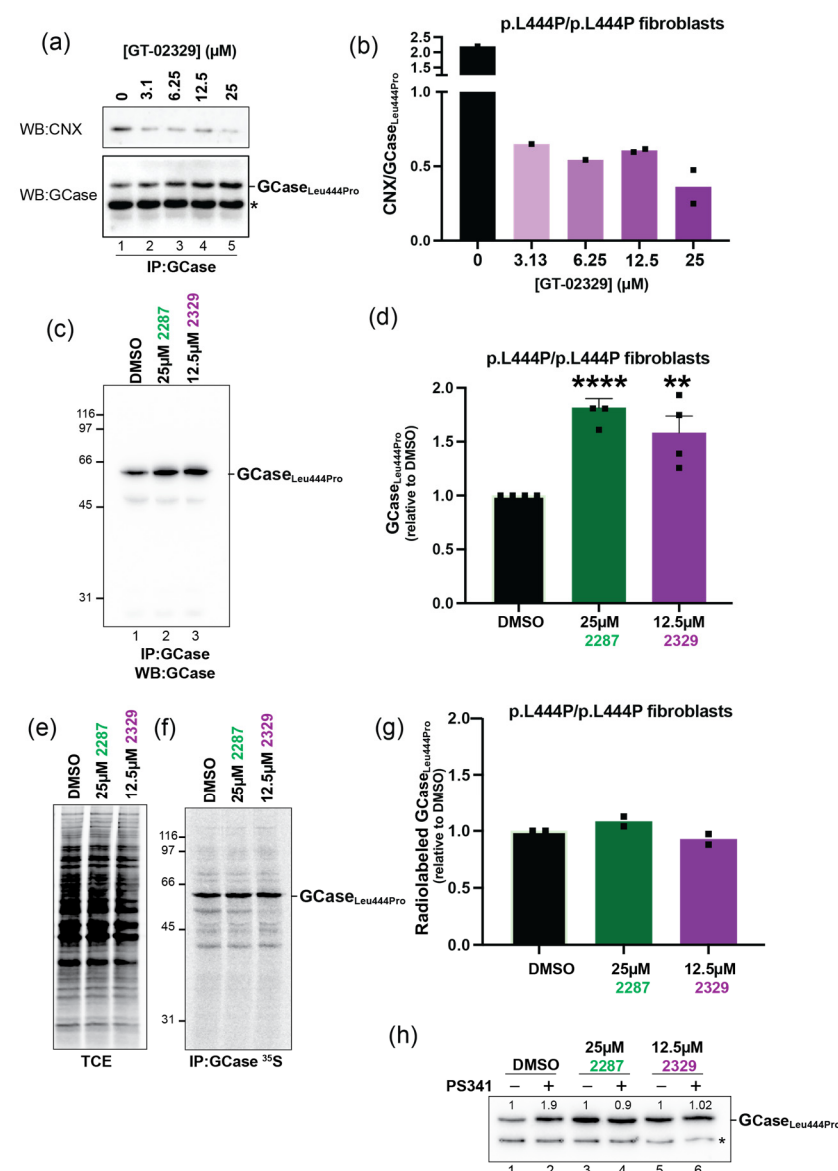 (a)
[GT-02329] (µM)
0 3.1 6.25 12.5 25
WB:CNX
WB:GCase
GCaseLeu444Pro
*
1 2 3 4 5
IP:GCase
(b)
p.L444P/p.L444P fibroblasts
CNX/GCaseLeu444Pro
2.5
2.0
1.5
1.0
0.5
0.0
0 3.13 6.25 12.5 25
[GT-02329] (µM)
(c)
DMSO
25µM 2287
12.5µM 2329
116
97
66
45
31
GCaseLeu444Pro
1 2 3
IP:GCase
WB:GCase
(d)
p.L444P/p.L444P fibroblasts
**** **
GCaseLeu444Pro
(relative to DMSO)
2.0
1.5
1.0
0.5
0.0
DMSO 25µM 12.5µM
2287 2329
(e)
DMSO
25µM 2287
12.5µM 2329
TCE
(f)
DMSO
25µM 2287
12.5µM 2329
116
66
45
31
GCaseLeu444Pro
IP:GCase 35S
(g)
p.L444P/p.L444P fibroblasts
Radiolabeled GCaseLeu444Pro
(relative to DMSO)
2.0
1.5
1.0
0.5
0.0
DMSO 25µM 12.5µM
2287 2329
(h)
25µM 12.5µM
DMSO 2287 2329
PS341 – + – + – +
1 1.9 1 0.9 1 1.02
GCaseLeu444Pro
*
1 2 3 4 5 6